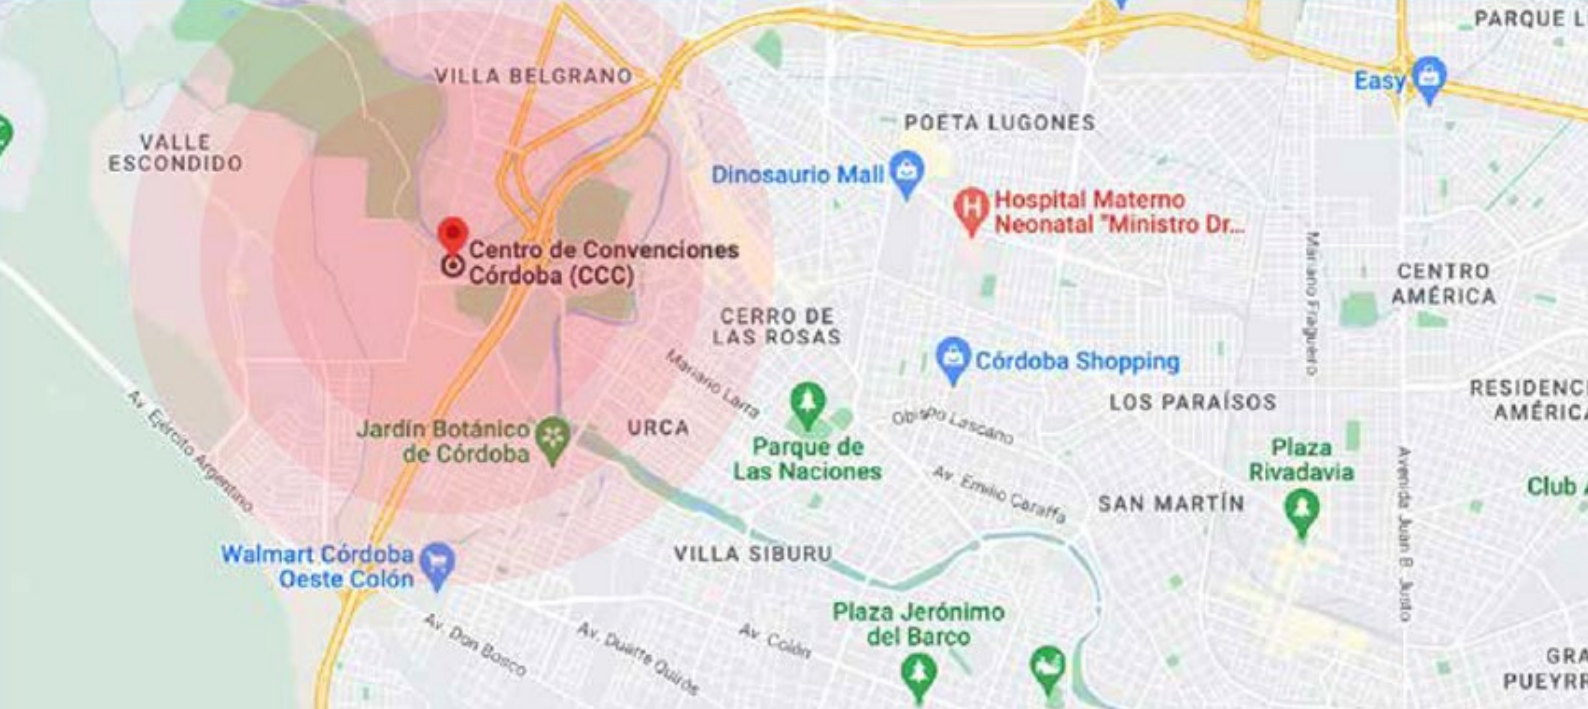 PARQUE L
VILLA BELGRANO
Easy
POETA LUGONES
VALLE
ESCONDIDO
Dinosaurio Mall
Hospital Materno
Neonatal "Ministro Dr...
Centro de Convenciones
Córdoba (CCC)
Mariano Fragueiro
CENTRO
AMÉRICA
CERRO DE
LAS ROSAS
Mariano Larra
Córdoba Shopping
Av. Ejército Argentino
LOS PARAÍSOS
RESIDENCI
AMÉRICA
Obispo Lascano
Jardín Botánico
de Córdoba
URCA
Parque de
Las Naciones
Plaza
Rivadavia
Av. Emilio Caraffa
SAN MARTÍN
Avenida Juan B. Justo
Club
Walmart Córdoba
Oeste Colón
VILLA SIBURU
Plaza Jerónimo
del Barco
Av. Don Bosco
Av. Duarte Quirós
Av. Colón
GRA
PUEYRR